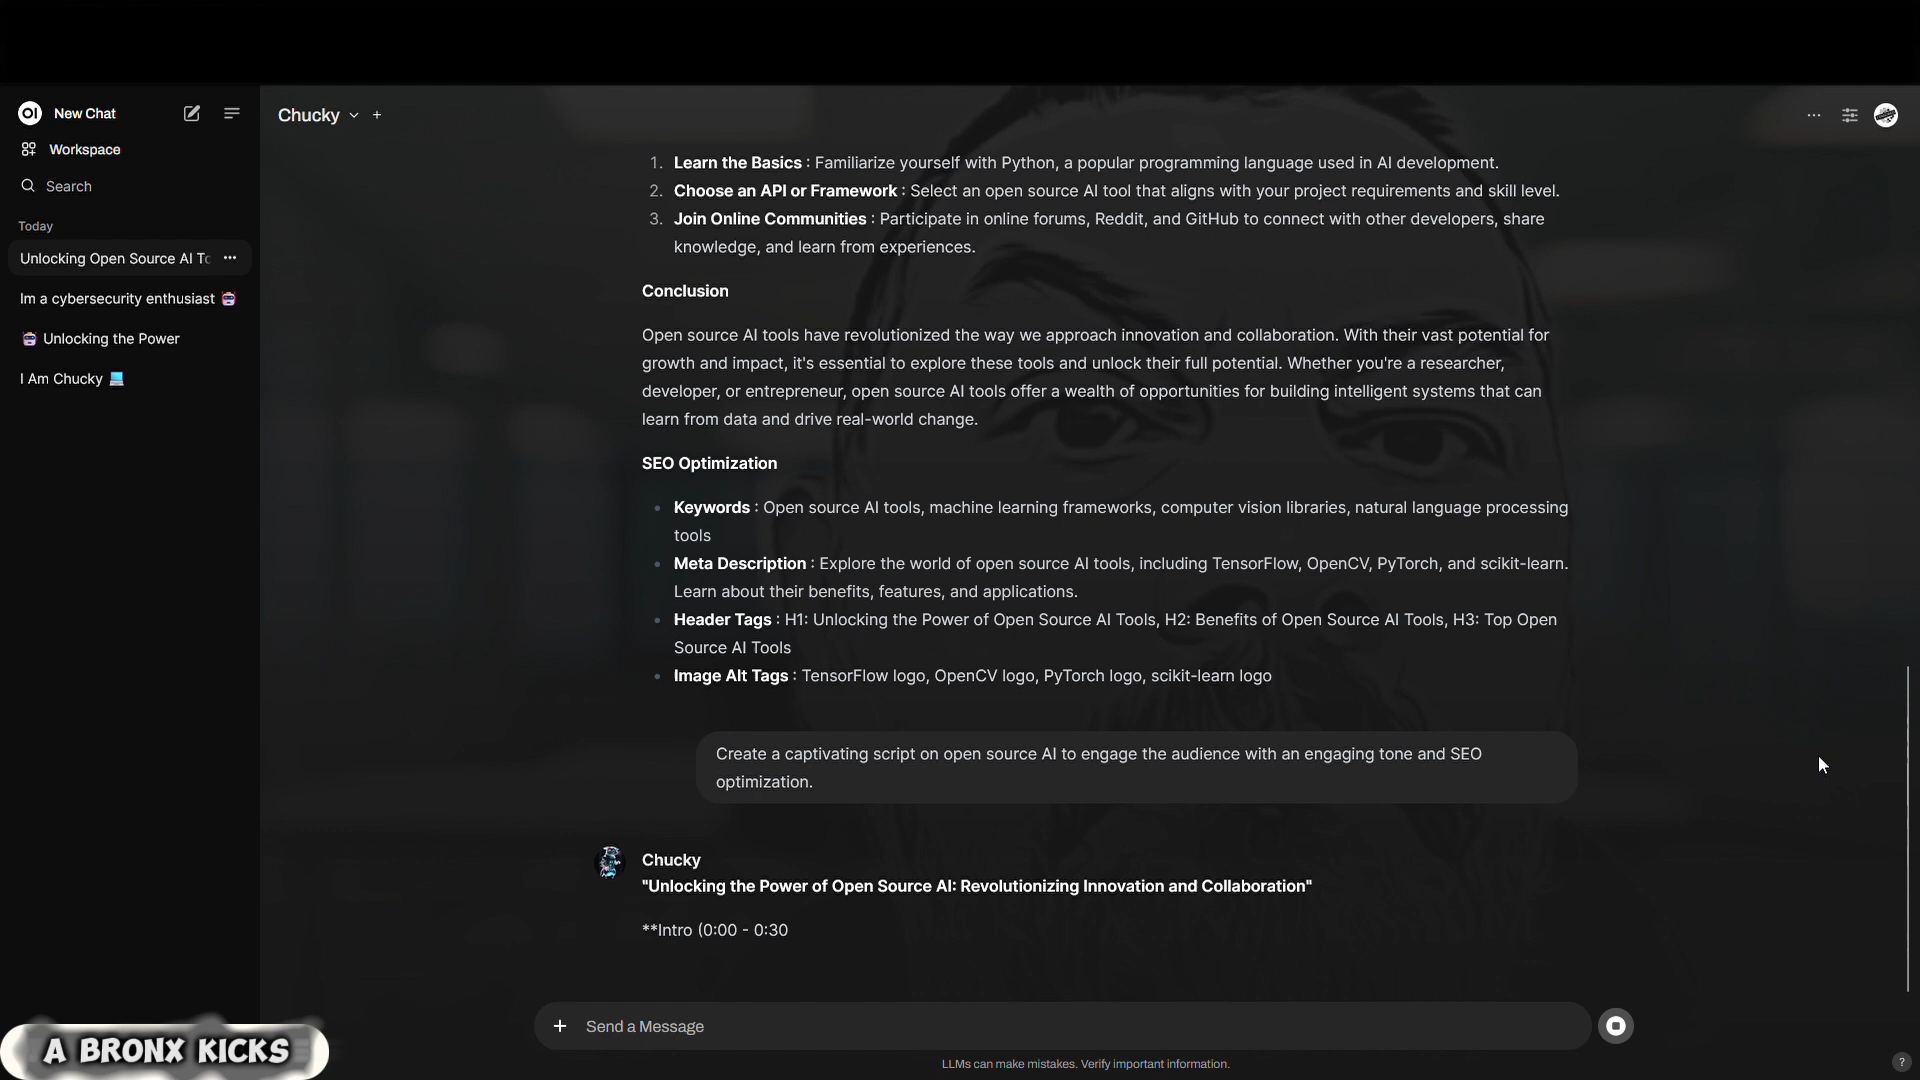 OI New Chat
Workspace
Search
Today
Unlocking Open Source AI Tc
Im a cybersecurity enthusiast
Unlocking the Power
I Am Chucky
Chucky
1. Learn the Basics : Familiarize yourself with Python, a popular programming language used in AI development.
2. Choose an API or Framework : Select an open source AI tool that aligns with your project requirements and skill level.
3. Join Online Communities : Participate in online forums, Reddit, and GitHub to connect with other developers, share
knowledge, and learn from experiences.
Conclusion
Open source AI tools have revolutionized the way we approach innovation and collaboration. With their vast potential for
growth and impact, it's essential to explore these tools and unlock their full potential. Whether you're a researcher,
developer, or entrepreneur, open source AI tools offer a wealth of opportunities for building intelligent systems that can
learn from data and drive real-world change.
SEO Optimization
• Keywords : Open source AI tools, machine learning frameworks, computer vision libraries, natural language processing
tools
• Meta Description : Explore the world of open source AI tools, including TensorFlow, OpenCV, PyTorch, and scikit-learn.
Learn about their benefits, features, and applications.
• Header Tags : H1: Unlocking the Power of Open Source AI Tools, H2: Benefits of Open Source AI Tools, H3: Top Open
Source AI Tools
• Image Alt Tags : TensorFlow logo, OpenCV logo, PyTorch logo, scikit-learn logo
Create a captivating script on open source AI to engage the audience with an engaging tone and SEO
optimization.
Chucky
"Unlocking the Power of Open Source AI: Revolutionizing Innovation and Collaboration"
**Intro (0:00 - 0:30
Send a Message
LLMs can make mistakes. Verify important information.
?
A BRONX KICKS